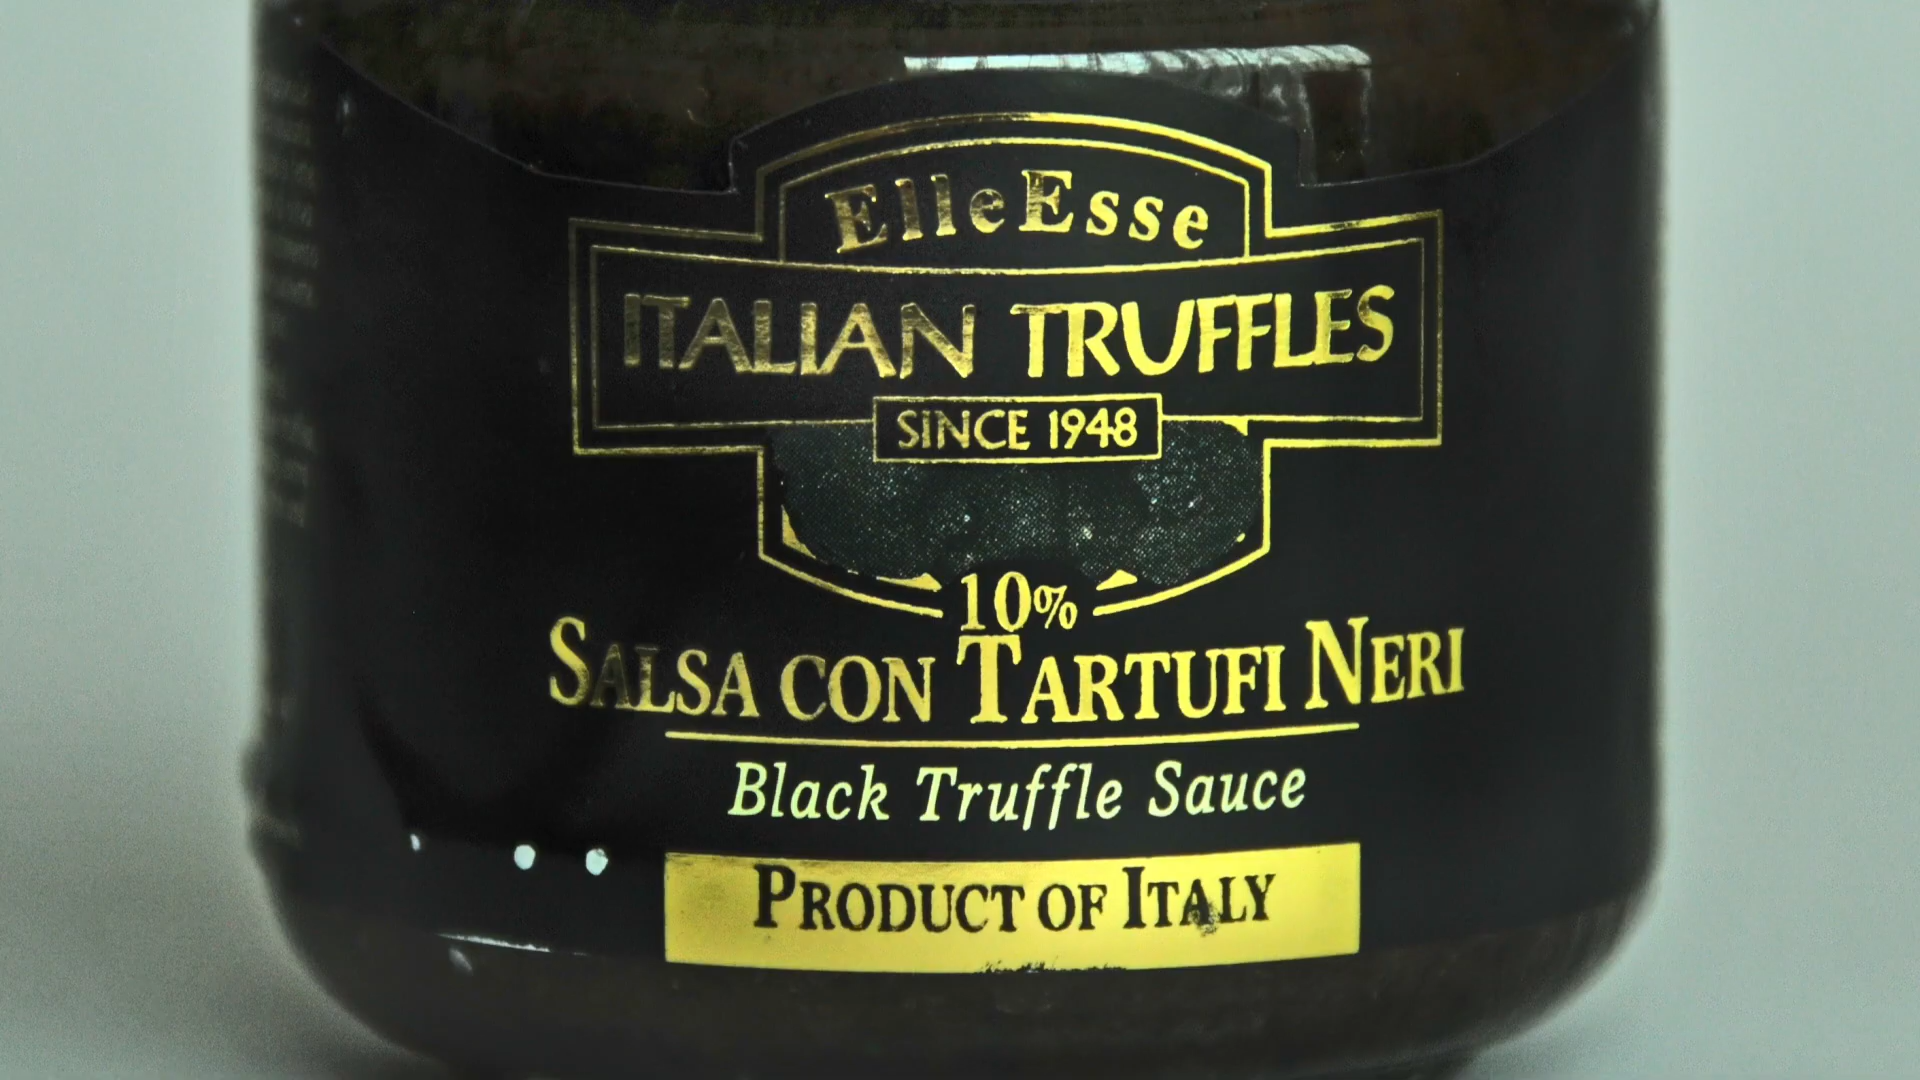 ElleEsse
ITALIAN TRUFFLES
SINCE 1948
10%
SALSA CON TARTUFI NERI
Black Truffle Sauce
PRODUCT OF ITALY